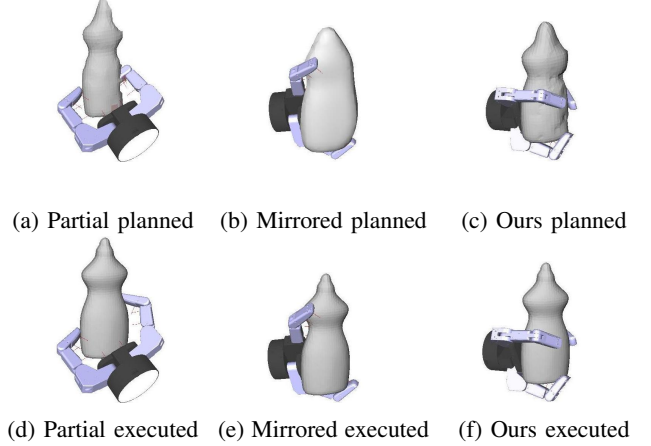 (a) Partial planned (b) Mirrored planned (c) Ours planned
(d) Partial executed (e) Mirrored executed (f) Ours executed